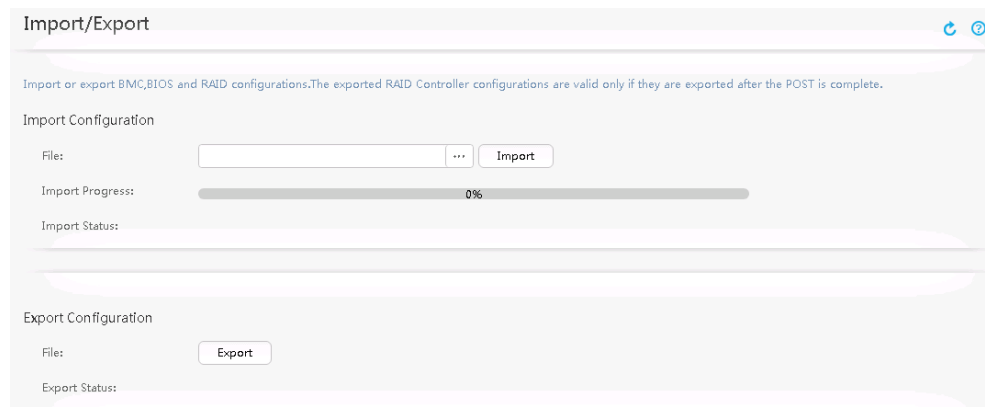 Import/Export
Import or export BMC,BIOS and RAID configurations.The exported RAID Controller configurations are valid only if they are exported after the POST is complete.
Import Configuration
File: ... Import
Import Progress: 0%
Import Status:
Export Configuration
File: Export
Export Status: